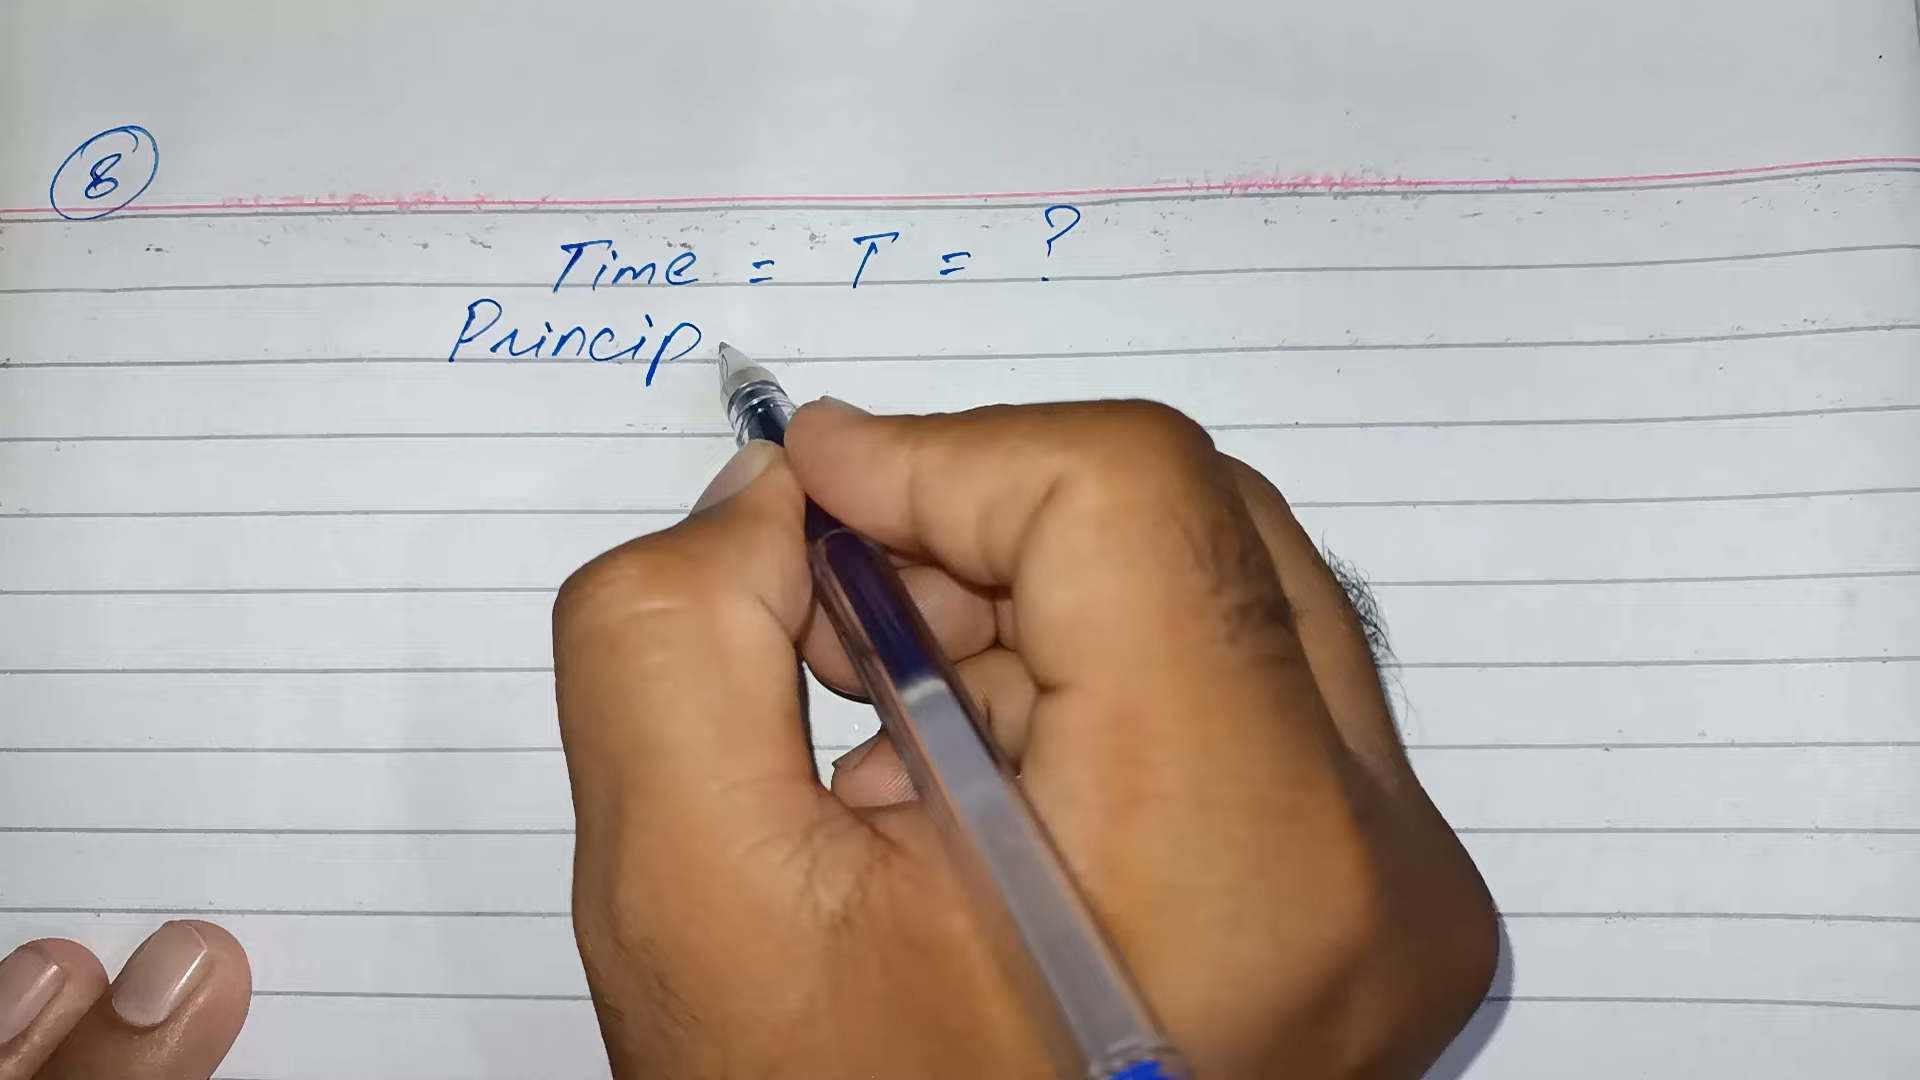 8
Time = T = ?
Princip